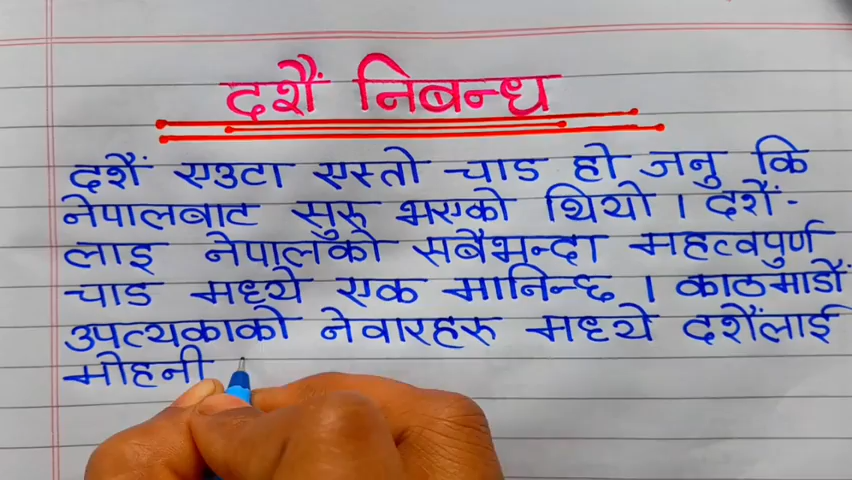 दशैं निबन्ध
दशैं एउटा एस्तो चाड हो जनु कि
नेपालबाट सुरु भएको थियो । दशैं-
लाइ नेपालको सबैभन्दा महत्वपुर्ण
चाड मध्ये एक मानिन्छ । काठमाडौं
उपत्यकाको नेवारहरु मध्ये दशैंलाई
मोहनी